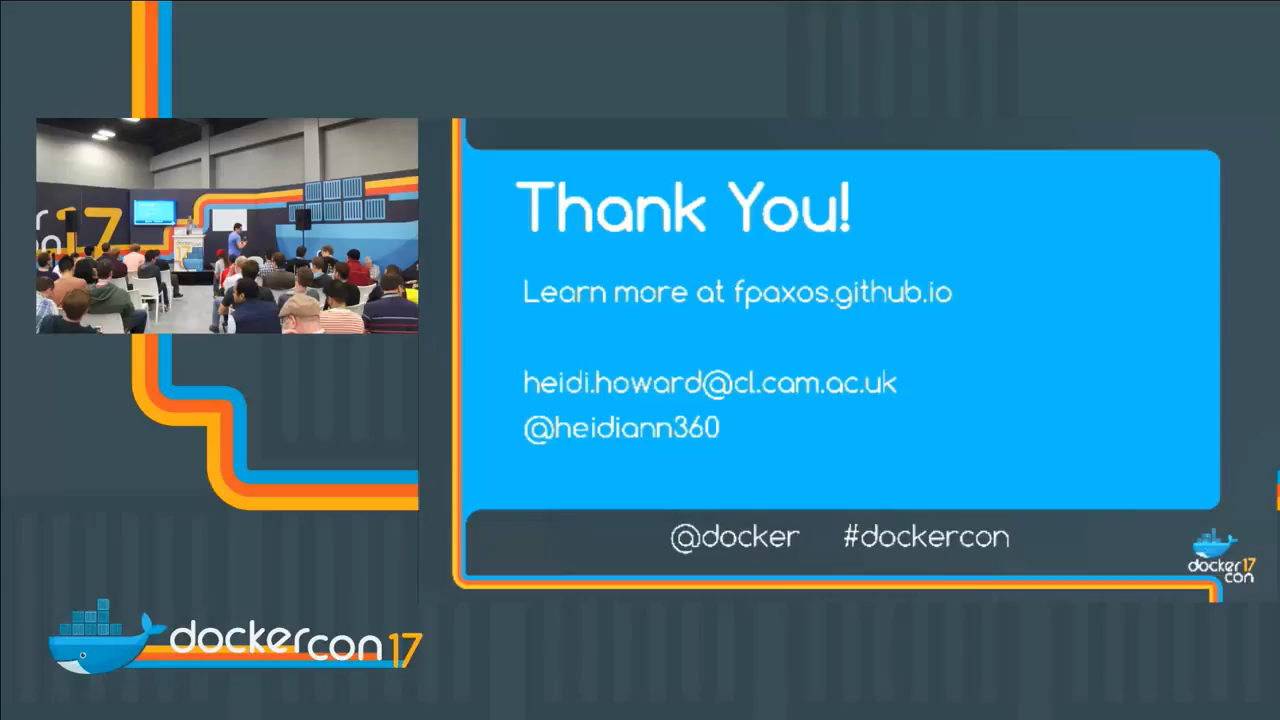 Thank You!
Learn more at fpaxos.github.io
heidi.howard@cl.cam.ac.uk
@heidiann360
@docker #dockercon
docker 17
con
dockercon 17
17